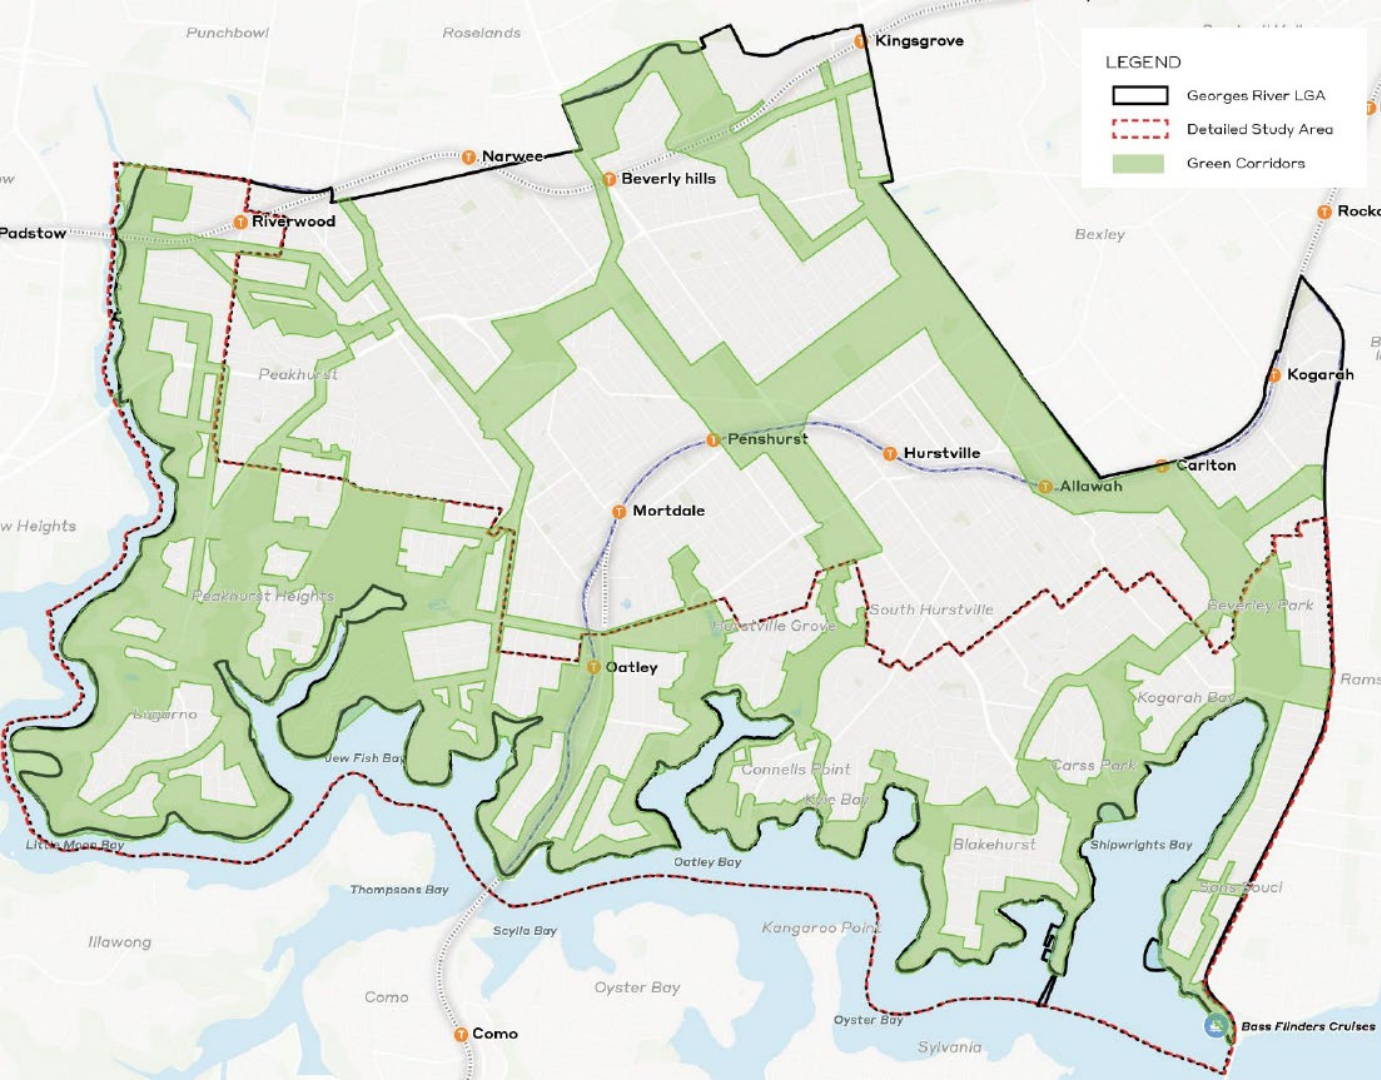 Punchbowl
Roselands
Kingsgrove
LEGEND
Georges River LGA
Detailed Study Area
Green Corridors
Narwee
Beverly hills
Riverwood
Padstow
Bexley
Peakhurst
Kogarah
Penshurst
Hurstville
Carlton
Allawah
Mortdale
w Heights
Peakhurst Heights
South Hurstville
Beverley Park
Hurstville Grove
Oatley
Kogarah Bay
Lugarno
Jew Fish Bay
Connells Point
Carss Park
Kyle Bay
Little Moon Bay
Blakehurst
Shipwrights Bay
Oatley Bay
Thompsons Bay
Sans Souci
Illawong
Scylla Bay
Kangaroo Point
Como
Oyster Bay
Oyster Bay
Como
Sylvania
Bass Flinders Cruises